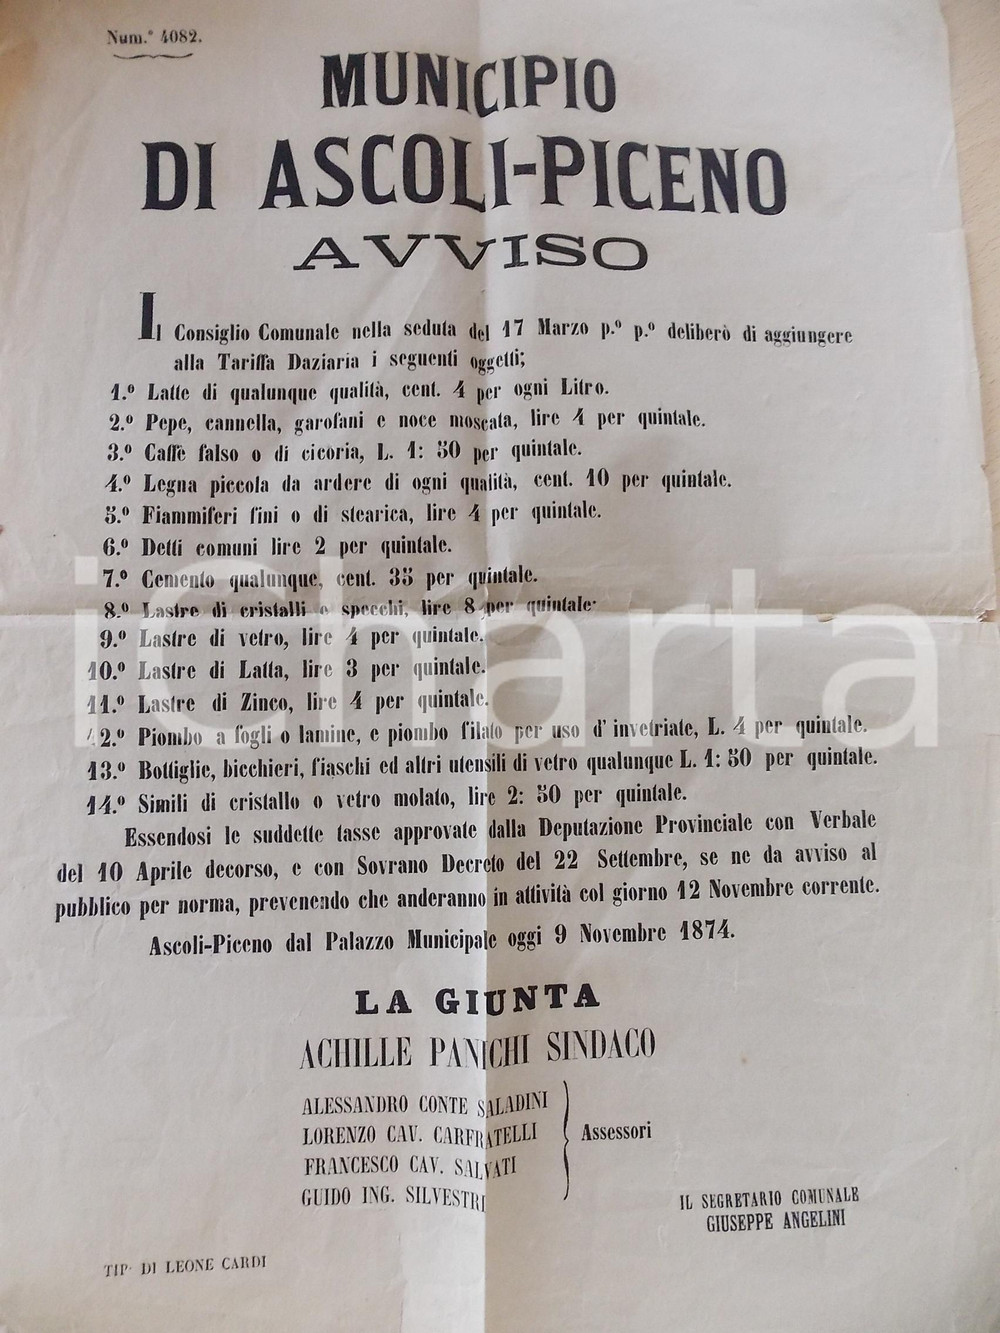 Num.° 4082.
MUNICIPIO
DI ASCOLI-PICENO
AVVISO
Il Consiglio Comunale nella seduta del 17 Marzo p.° p.° deliberò di aggiungere
alla Tariffa Daziaria i seguenti oggetti;
1.° Latte di qualunque qualità, cent. 4 per ogni Litro.
2.° Pepe, cannella, garofani e noce moscata, lire 4 per quintale.
3.° Caffè falso o di cicoria, L. 1: 50 per quintale.
4.° Legna piccola da ardere di ogni qualità, cent. 10 per quintale.
5.° Fiammiferi fini o di stearica, lire 4 per quintale.
6.° Detti comuni lire 2 per quintale.
7.° Cemento qualunque, cent. 35 per quintale.
8.° Lastre di cristalli e specchi, lire 8 per quintale.
9.° Lastre di vetro, lire 4 per quintale.
10.° Lastre di Latta, lire 3 per quintale.
11.° Lastre di Zinco, lire 4 per quintale.
12.° Piombo a fogli o lamine, e piombo filato per uso d' invetriate, L. 4 per quintale.
13.° Bottiglie, bicchieri, fiaschi ed altri utensili di vetro qualunque L. 1: 50 per quintale.
14.° Simili di cristallo o vetro molato, lire 2: 50 per quintale.
Essendosi le suddette tasse approvate dalla Deputazione Provinciale con Verbale
del 10 Aprile decorso, e con Sovrano Decreto del 22 Settembre, se ne da avviso al
pubblico per norma, prevenendo che anderanno in attività col giorno 12 Novembre corrente.
Ascoli-Piceno dal Palazzo Municipale oggi 9 Novembre 1874.
LA GIUNTA
ACHILLE PANICHI SINDACO
ALESSANDRO CONTE SALADINI
LORENZO CAV. CARFRATELLI
FRANCESCO CAV. SALVATI
GUIDO ING. SILVESTRI
Assessori
IL SEGRETARIO COMUNALE
GIUSEPPE ANGELINI
TIP. DI LEONE CARDI
iCharta